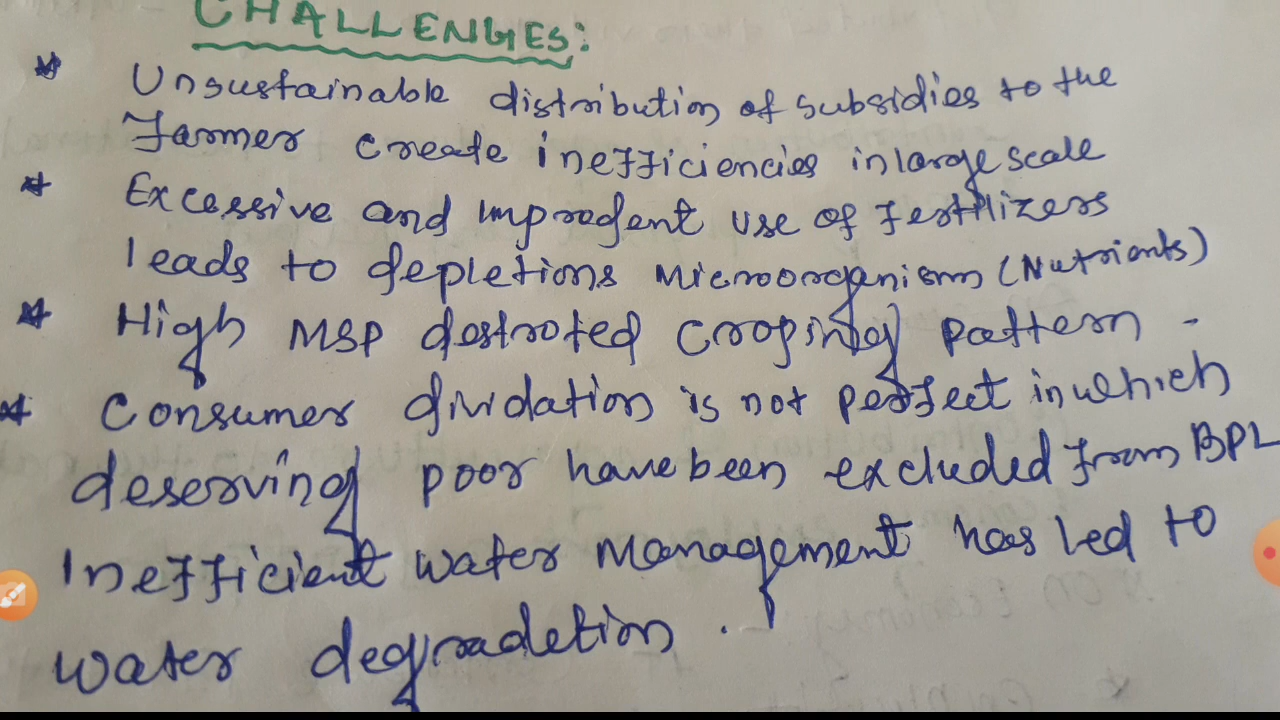 CHALLENGES:
Unsustainable distribution of subsidies to the
Farmer create inefficiencies in large scale
Excessive and imprudent use of Fertilizers
leads to depletions Microorganism (Nutrients)
High MSP destroted Croping Pattern -
Consumer dividation is not perfect in which
deserving poor have been excluded from BPL
Inefficient water management has led to
water degradetion .